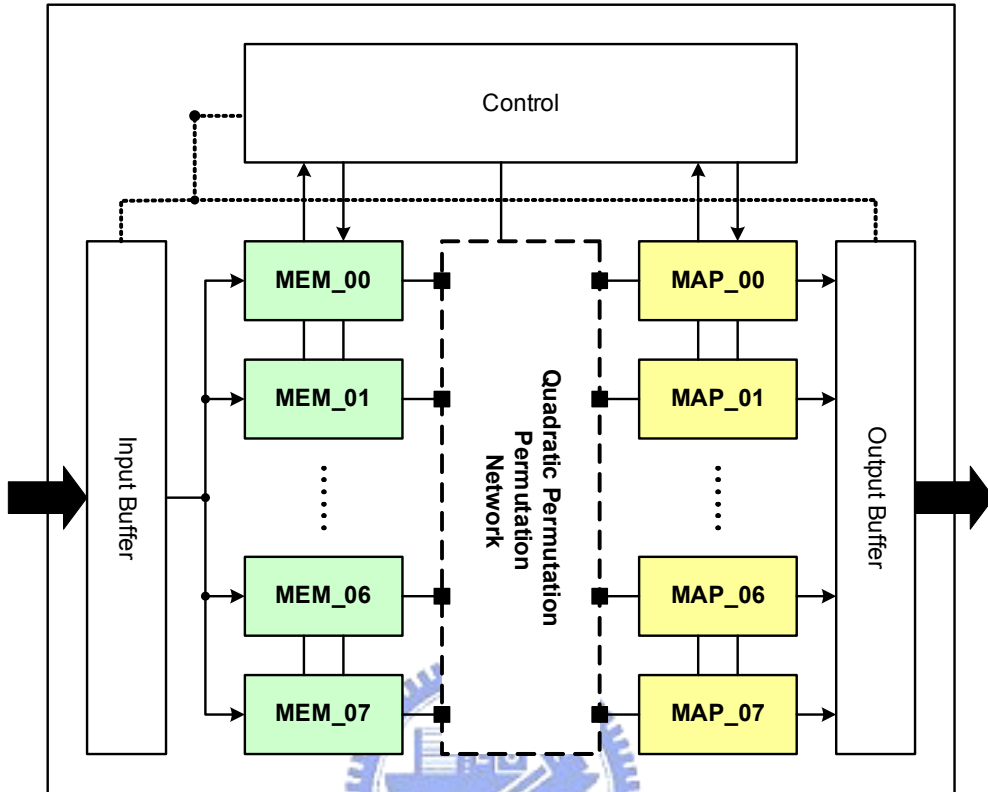 Control
Input Buffer
MEM_00
MEM_01
MEM_06
MEM_07
Quadratic Permutation
Permutation
Network
MAP_00
MAP_01
MAP_06
MAP_07
Output Buffer